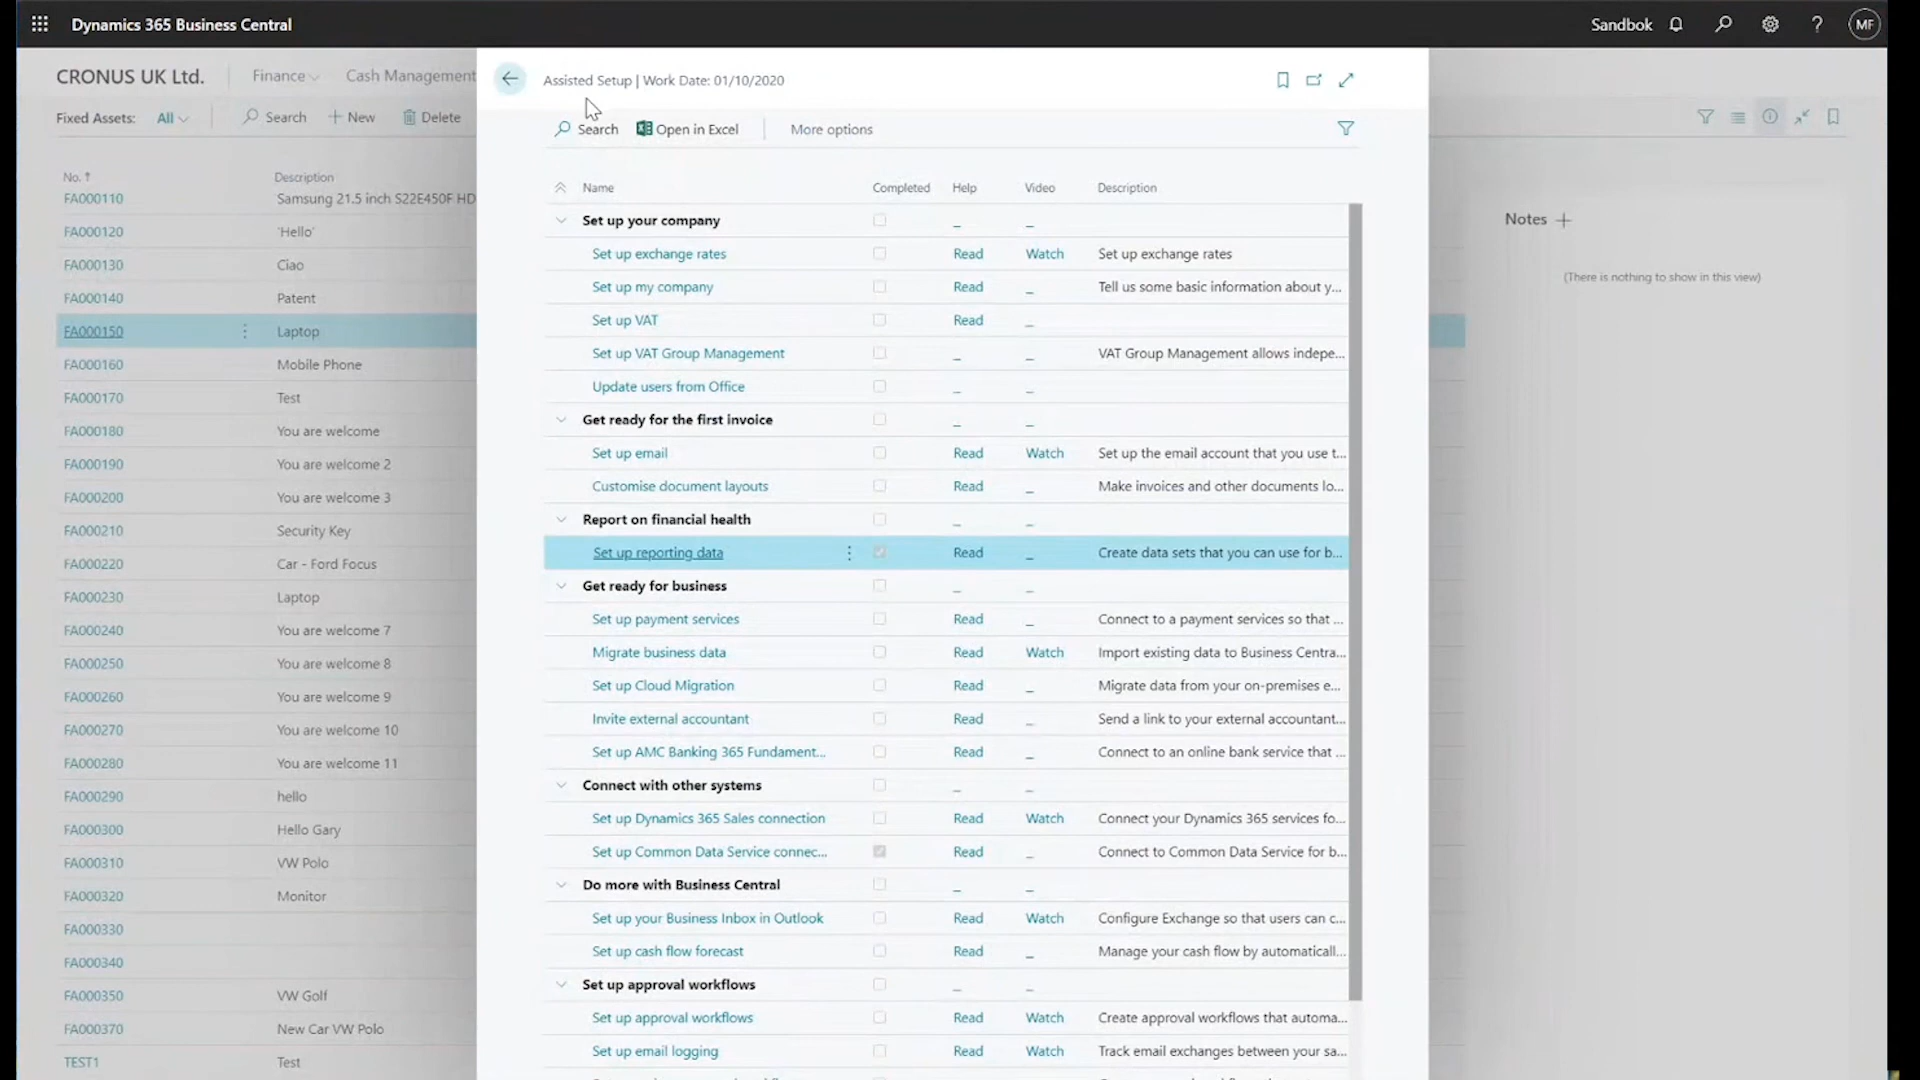 Dynamics 365 Business Central
Sandbok
?
MF
CRONUS UK Ltd.
Finance
Cash Management
Fixed Assets:
All
Search
New
Delete
No. ↑
Description
FA000110
Samsung 21.5 inch S22E450F HD
FA000120
'Hello'
FA000130
Ciao
FA000140
Patent
FA000150
Laptop
FA000160
Mobile Phone
FA000170
Test
FA000180
You are welcome
FA000190
You are welcome 2
FA000200
You are welcome 3
FA000210
Security Key
FA000220
Car - Ford Focus
FA000230
Laptop
FA000240
You are welcome 7
FA000250
You are welcome 8
FA000260
You are welcome 9
FA000270
You are welcome 10
FA000280
You are welcome 11
FA000290
hello
FA000300
Hello Gary
FA000310
VW Polo
FA000320
Monitor
FA000330
FA000340
FA000350
VW Golf
FA000370
New Car VW Polo
TEST1
Test
Assisted Setup | Work Date: 01/10/2020
Search
Open in Excel
More options
Name
Completed
Help
Video
Description
Set up your company
_ _
Set up exchange rates
Read
Watch
Set up exchange rates
Set up my company
Read
_
Tell us some basic information about y...
Set up VAT
Read
_
Set up VAT Group Management
_ _
VAT Group Management allows indepe...
Update users from Office
_ _
Get ready for the first invoice
_ _
Set up email
Read
Watch
Set up the email account that you use t...
Customise document layouts
Read
_
Make invoices and other documents lo...
Report on financial health
_ _
Set up reporting data
Read
_
Create data sets that you can use for b...
Get ready for business
_ _
Set up payment services
Read
_
Connect to a payment services so that ...
Migrate business data
Read
Watch
Import existing data to Business Centra...
Set up Cloud Migration
Read
_
Migrate data from your on-premises e...
Invite external accountant
Read
_
Send a link to your external accountant...
Set up AMC Banking 365 Fundament...
Read
_
Connect to an online bank service that ...
Connect with other systems
_ _
Set up Dynamics 365 Sales connection
Read
Watch
Connect your Dynamics 365 services fo...
Set up Common Data Service connec...
Read
_
Connect to Common Data Service for b...
Do more with Business Central
_ _
Set up your Business Inbox in Outlook
Read
Watch
Configure Exchange so that users can c...
Set up cash flow forecast
Read
_
Manage your cash flow by automaticall...
Set up approval workflows
_ _
Set up approval workflows
Read
Watch
Create approval workflows that automa...
Set up email logging
Read
Watch
Track email exchanges between your sa...
Notes
(There is nothing to show in this view)